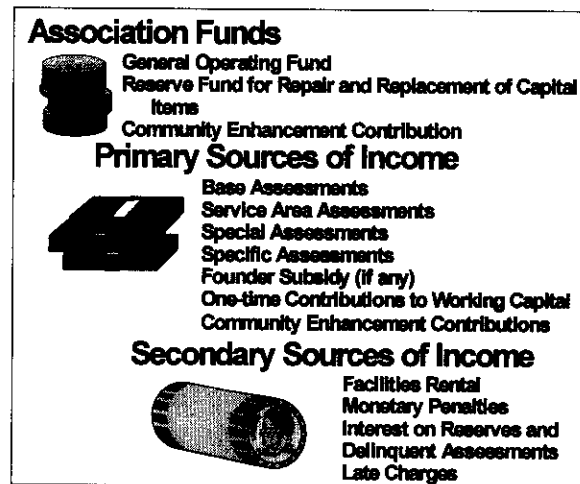 Association Funds
General Operating Fund
Reserve Fund for Repair and Replacement of Capital
Items
Community Enhancement Contribution
Primary Sources of Income
Base Assessments
Service Area Assessments
Special Assessments
Specific Assessments
Founder Subsidy (if any)
One-time Contributions to Working Capital
Community Enhancement Contributions
Secondary Sources of Income
Facilities Rental
Monetary Penalties
Interest on Reserves and
Delinquent Assessments
Late Charges